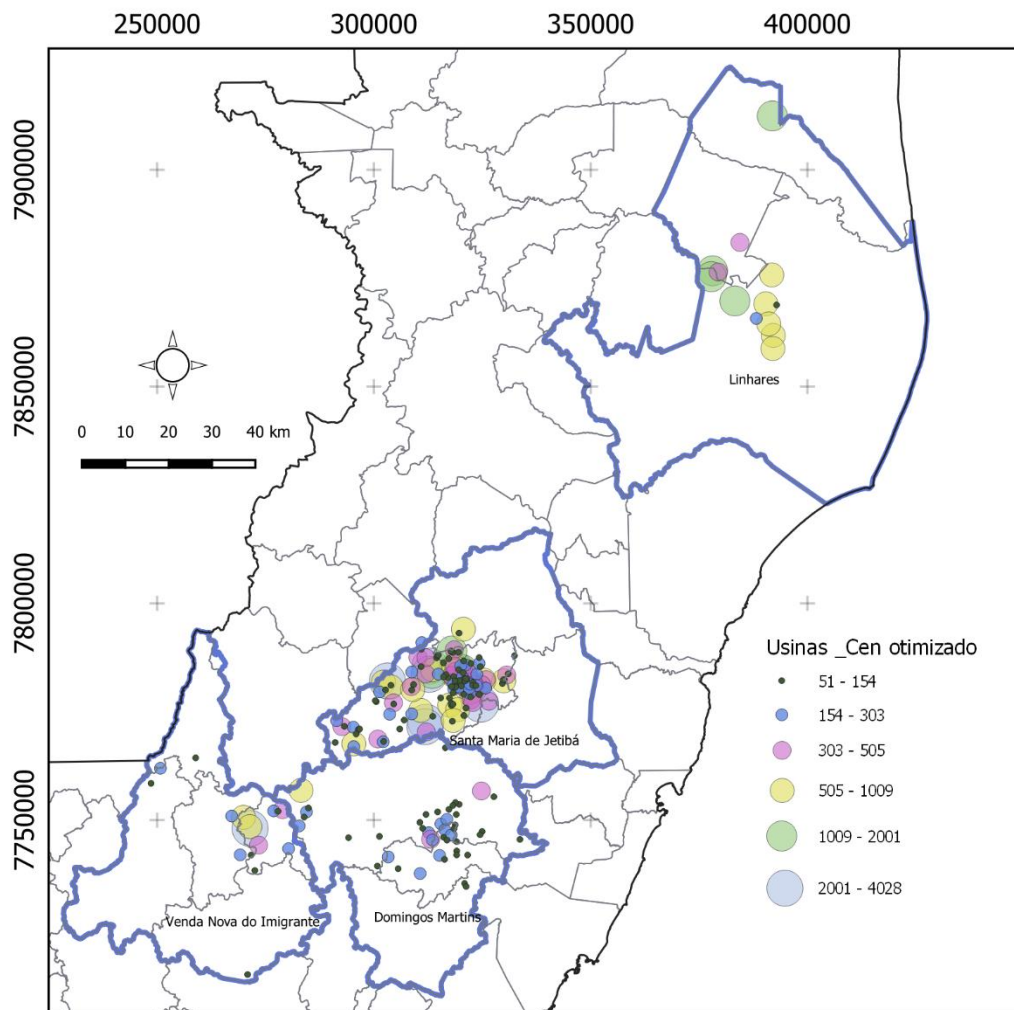 250000 300000 350000 400000
7900000
7850000
7800000
7750000
0 10 20 30 40 km
Linhares
Santa Maria de Jetibá
Venda Nova do Imigrante
Domingos Martins
Usinas _Cen otimizado
51 - 154
154 - 303
303 - 505
505 - 1009
1009 - 2001
2001 - 4028